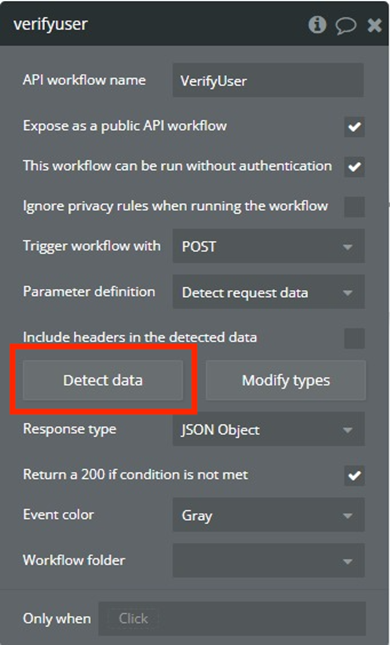 verifyuser
API workflow name VerifyUser
Expose as a public API workflow
This workflow can be run without authentication
Ignore privacy rules when running the workflow
Trigger workflow with POST
Parameter definition Detect request data
Include headers in the detected data
Detect data Modify types
Response type JSON Object
Return a 200 if condition is not met
Event color Gray
Workflow folder
Only when Click